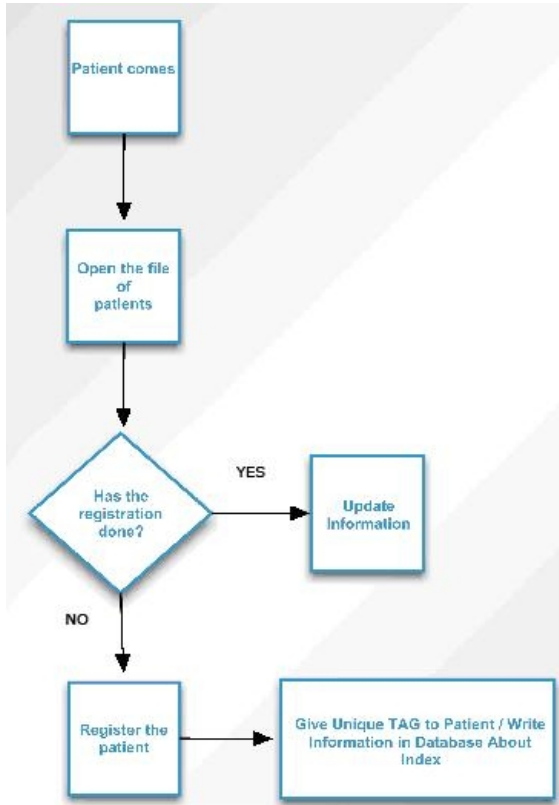 Patient comes
Open the file
of
patients
Has the
registration
done?
YES
Update
Information
NO
Register the
patient
Give Unique TAG to Patient / Write
Information in Database About
Index